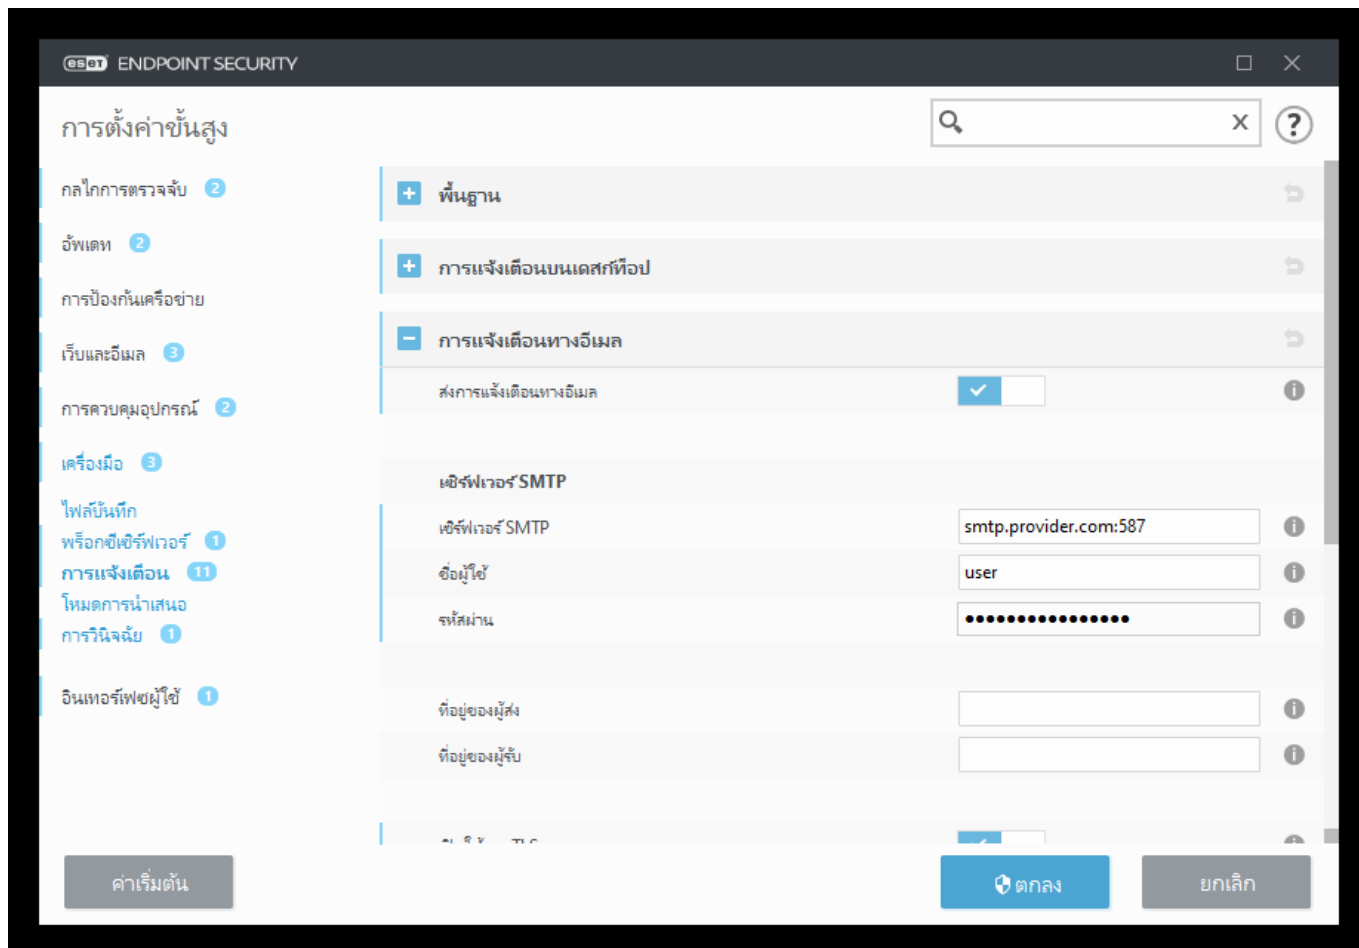 eset ENDPOINT SECURITY
การตั้งค่าขั้นสูง
x
?
กลไกการตรวจจับ 2
อัพเดท 2
การป้องกันเครือข่าย
เว็บและอีเมล 3
การควบคุมอุปกรณ์ 2
เครื่องมือ 3
ไฟล์บันทึก
พร็อกซีเซิร์ฟเวอร์ 1
การแจ้งเตือน 11
โหมดการนำเสนอ
การวินิจฉัย 1
อินเทอร์เฟซผู้ใช้ 1
พื้นฐาน
การแจ้งเตือนบนเดสก์ท็อป
การแจ้งเตือนทางอีเมล
ส่งการแจ้งเตือนทางอีเมล
เซิร์ฟเวอร์ SMTP
เซิร์ฟเวอร์ SMTP smtp.provider.com:587
ชื่อผู้ใช้ user
รหัสผ่าน ••••••••••••••••
ที่อยู่ของผู้ส่ง
ที่อยู่ของผู้รับ
ค่าเริ่มต้น
ตกลง
ยกเลิก